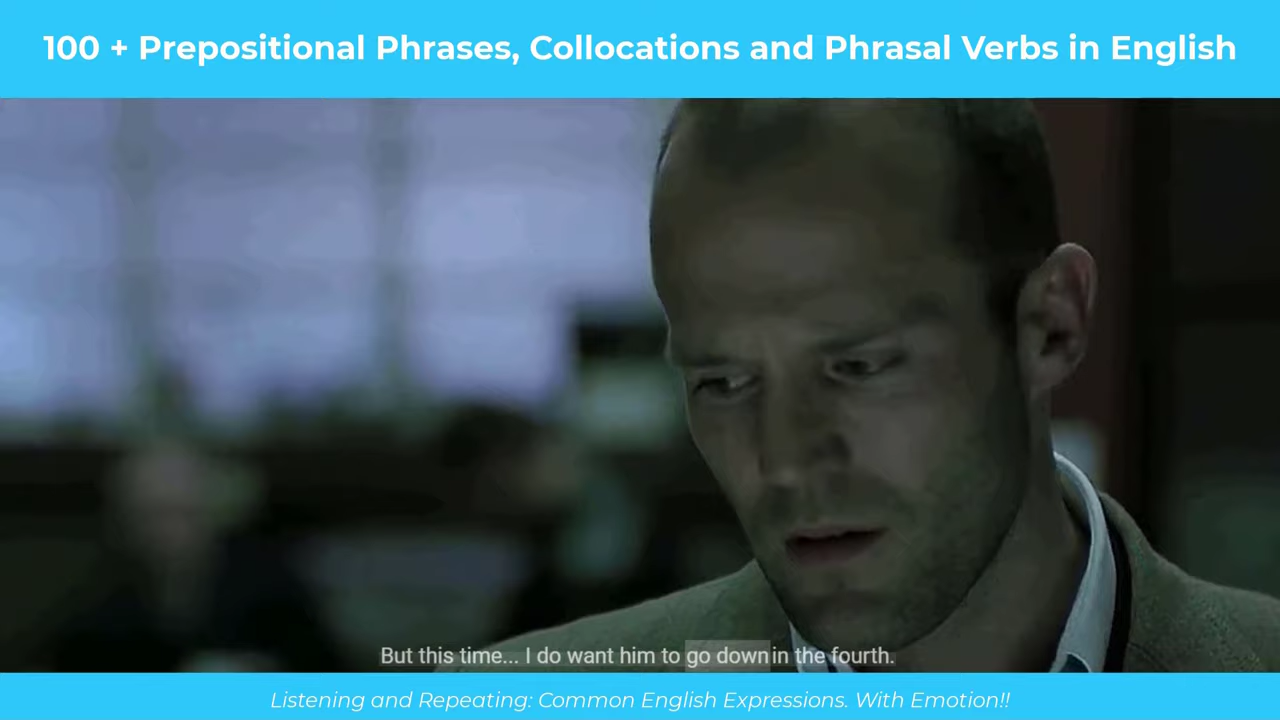 100 + Prepositional Phrases, Collocations and Phrasal Verbs in English
But this time... I do want him to go down in the fourth.
Listening and Repeating: Common English Expressions. With Emotion!!